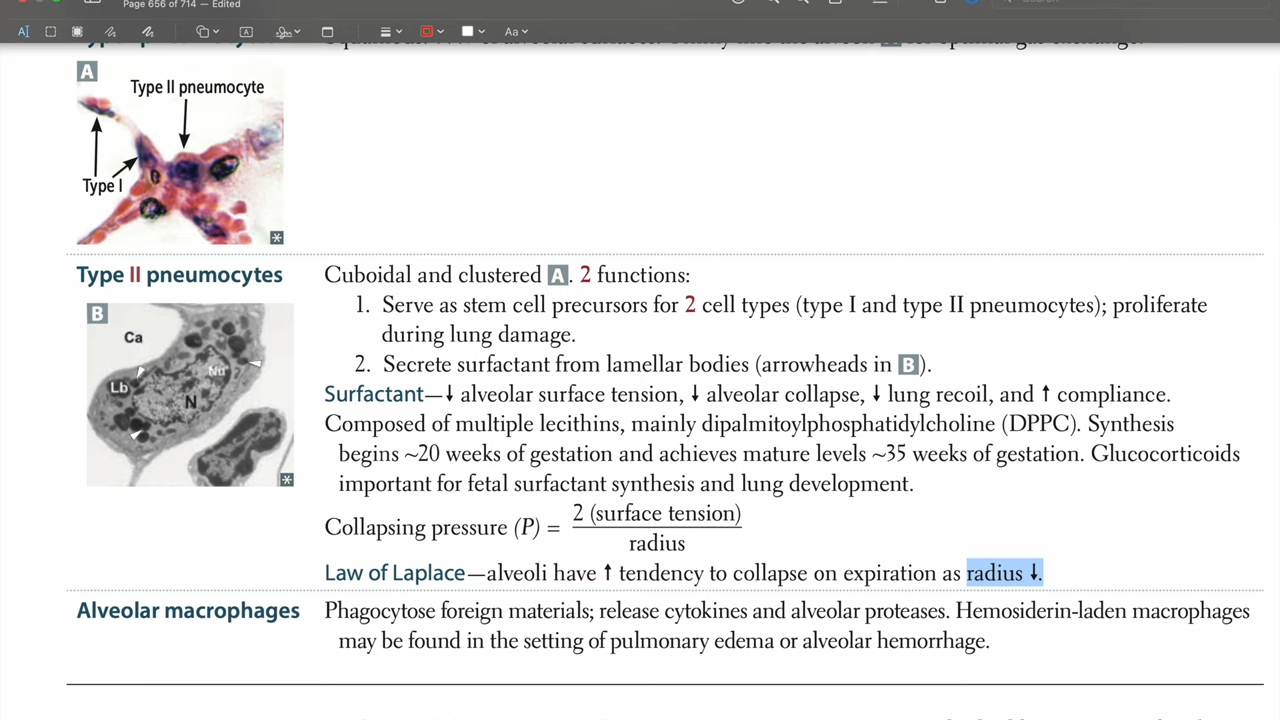 Page 656 of 714 — Edited
Search
Aa
A
Type II pneumocyte
Type I
Type II pneumocytes
Cuboidal and clustered A. 2 functions:
1. Serve as stem cell precursors for 2 cell types (type I and type II pneumocytes); proliferate
during lung damage.
2. Secrete surfactant from lamellar bodies (arrowheads in B).
B
Ca
Lb
Nu
N
Surfactant—↓ alveolar surface tension, ↓ alveolar collapse, ↓ lung recoil, and ↑ compliance.
Composed of multiple lecithins, mainly dipalmitoylphosphatidylcholine (DPPC). Synthesis
begins ~20 weeks of gestation and achieves mature levels ~35 weeks of gestation. Glucocorticoids
important for fetal surfactant synthesis and lung development.
Collapsing pressure (P) = 2 (surface tension)
radius
Law of Laplace—alveoli have ↑ tendency to collapse on expiration as radius ↓.
Alveolar macrophages
Phagocytose foreign materials; release cytokines and alveolar proteases. Hemosiderin-laden macrophages
may be found in the setting of pulmonary edema or alveolar hemorrhage.